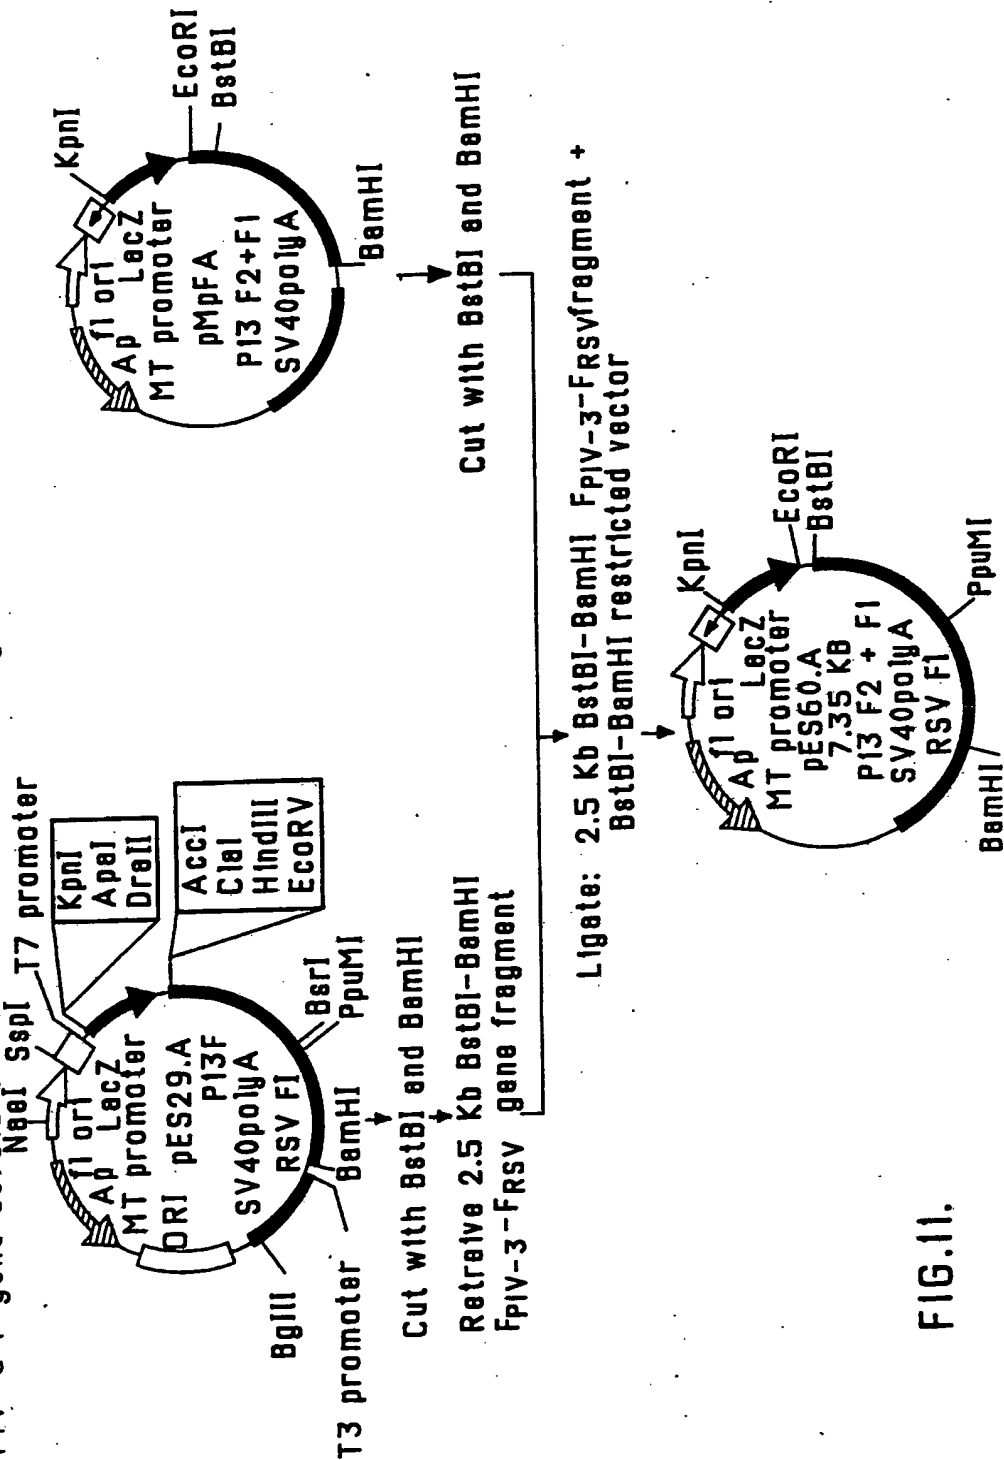 NaeI
SspI
T7 promoter
KpnI
ApaI
DraII
AccI
ClaI
HindIII
EcoRV
f1 ori
Ap LacZ
MT promoter
ORI pES29.A
PI3F
SV40polyA
RSV F1
BsrI
PpuMI
BamHI
BglII
T3 promoter
Cut with BstBI and BamHI
Retreive 2.5 Kb BstBI-BamHI
FPIV-3-FRSV gene fragment
KpnI
EcoRI
BstBI
f1 ori
Ap LacZ
MT promoter
pMpFA
PI3 F2+F1
SV40polyA
BamHI
Cut with BstBI and BamHI
Ligate: 2.5 Kb BstBI-BamHI FPIV-3-FRSVfragment +
BstBI-BamHI restricted vector
KpnI
EcoRI
BstBI
f1 ori
Ap LacZ
MT promoter
pES60.A
7.35 KB
PI3 F2 + F1
SV40polyA
RSV F1
PpuMI
BamHI
FIG.11.